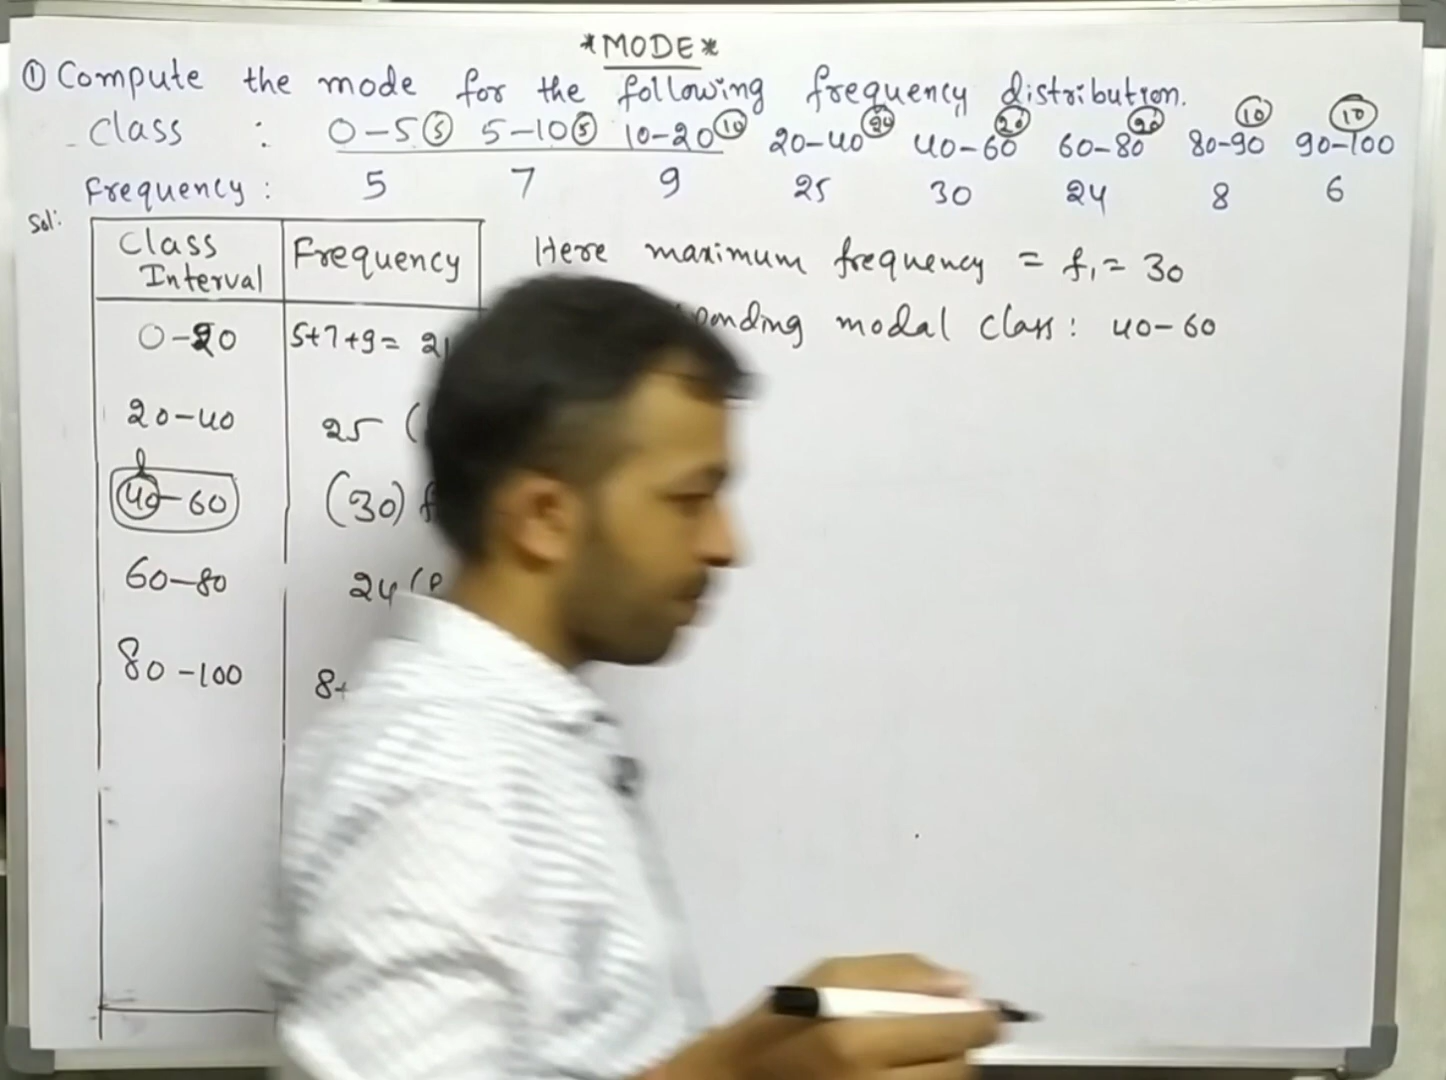 *MODE*
① Compute the mode for the following frequency distribution.
Class : 0-5 ⑤ 5-10 ⑤ 10-20 ⑩ 20-40 ⑳ 40-60 ⑳ 60-80 ⑳ 80-90 ⑩ 90-100 ⑩
Frequency : 5 7 9 25 30 24 8 6
Sol:
Class Interval
Frequency
Here maximum frequency = f₁ = 30
modal class : 40-60
0-20 5+7+9 = 21
20-40 25 (
l
40-60 (30) f
60-80 24 (
80-100 8+